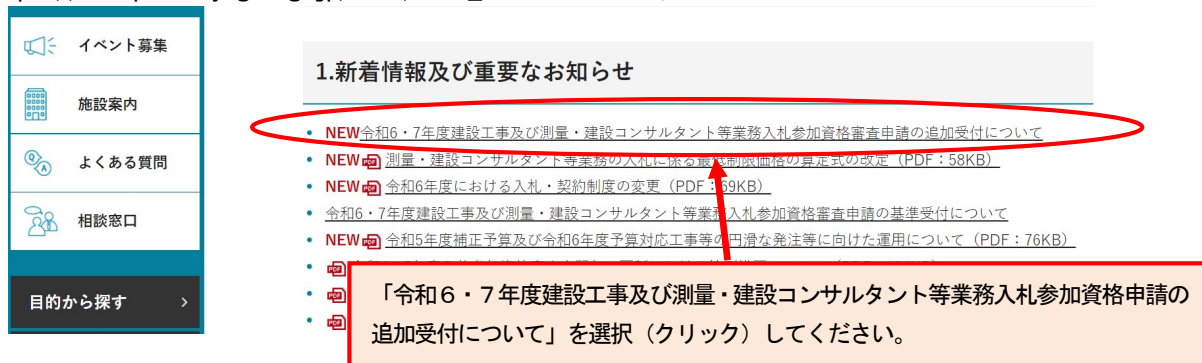 イベント募集
施設案内
よくある質問
相談窓口
目的から探す
1.新着情報及び重要なお知らせ
NEW令和6・7年度建設工事及び測量・建設コンサルタント等業務入札参加資格審査申請の追加受付について
NEW 測量・建設コンサルタント等業務の入札に係る最低制限価格の算定式の改定（PDF：58KB）
NEW 令和6年度における入札・契約制度の変更（PDF：69KB）
令和6・7年度建設工事及び測量・建設コンサルタント等業務入札参加資格審査申請の基準受付について
NEW 令和5年度補正予算及び令和6年度予算対応工事等の円滑な発注等に向けた運用について（PDF：76KB）
「令和６・７年度建設工事及び測量・建設コンサルタント等業務入札参加資格申請の
追加受付について」を選択（クリック）してください。